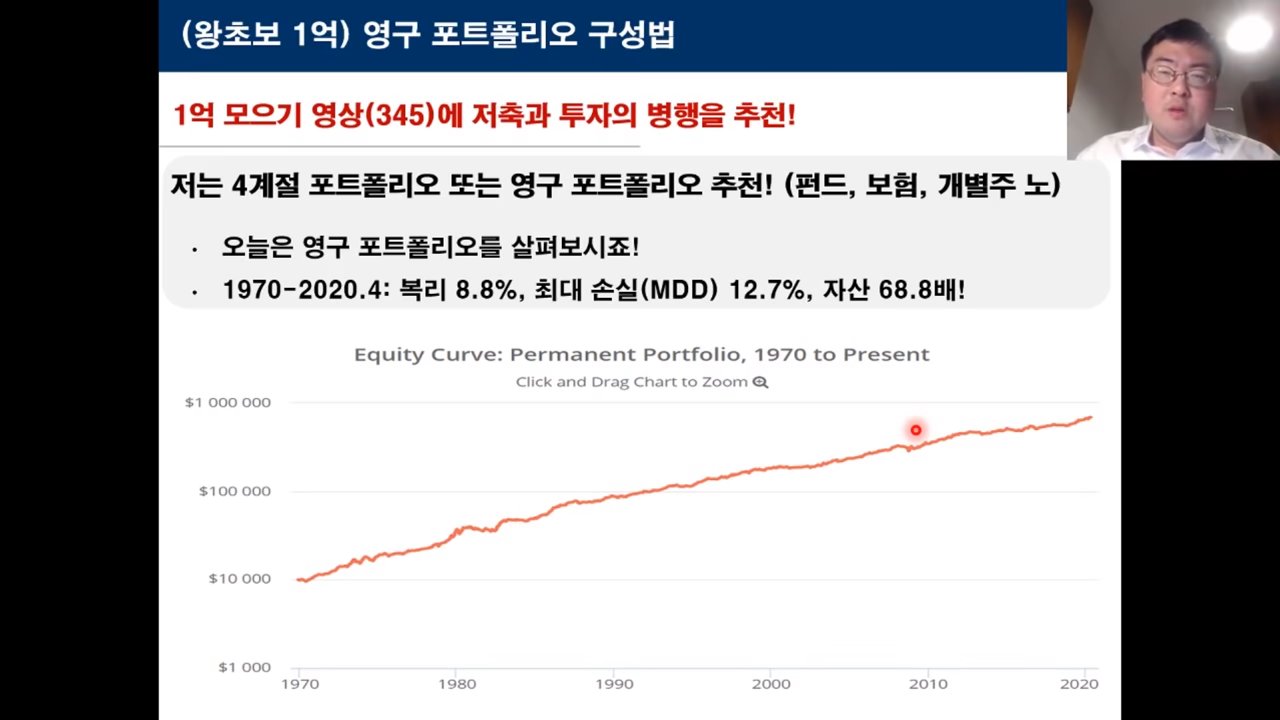 (왕초보 1억) 영구 포트폴리오 구성법
1억 모으기 영상(345)에 저축과 투자의 병행을 추천!
저는 4계절 포트폴리오 또는 영구 포트폴리오 추천! (펀드, 보험, 개별주 노)
· 오늘은 영구 포트폴리오들 살펴보시죠!
· 1970-2020.4: 복리 8.8%, 최대 손실(MDD) 12.7%, 자산 68.8배!
Equity Curve: Permanent Portfolio, 1970 to Present
Click and Drag Chart to Zoom
$1 000 000
$100 000
$10 000
$1 000
1970 1980 1990 2000 2010 2020